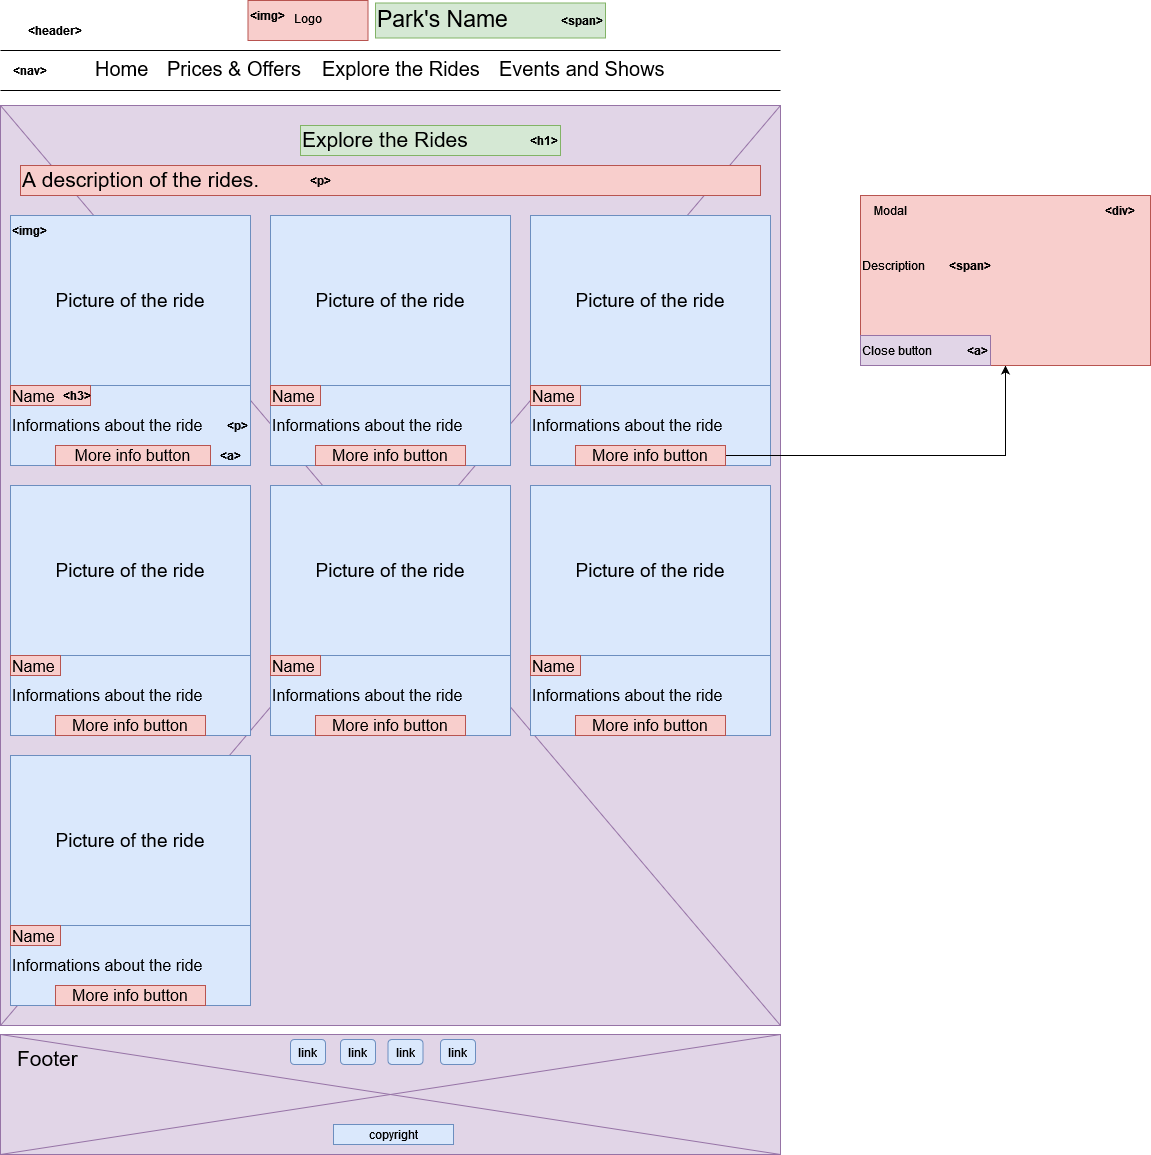 <img> Logo Park's Name <span>
<header>
<nav> Home Prices & Offers Explore the Rides Events and Shows
Explore the Rides <h1>
A description of the rides. <p>
<img>
Picture of the ride Picture of the ride Picture of the ride
Name <h3> Name Name
Informations about the ride <p> Informations about the ride Informations about the ride
More info button <a> More info button More info button
Modal <div>
Description <span>
Close button <a>
Picture of the ride Picture of the ride Picture of the ride
Name Name Name
Informations about the ride Informations about the ride Informations about the ride
More info button More info button More info button
Picture of the ride
Name
Informations about the ride
More info button
Footer link link link link
copyright